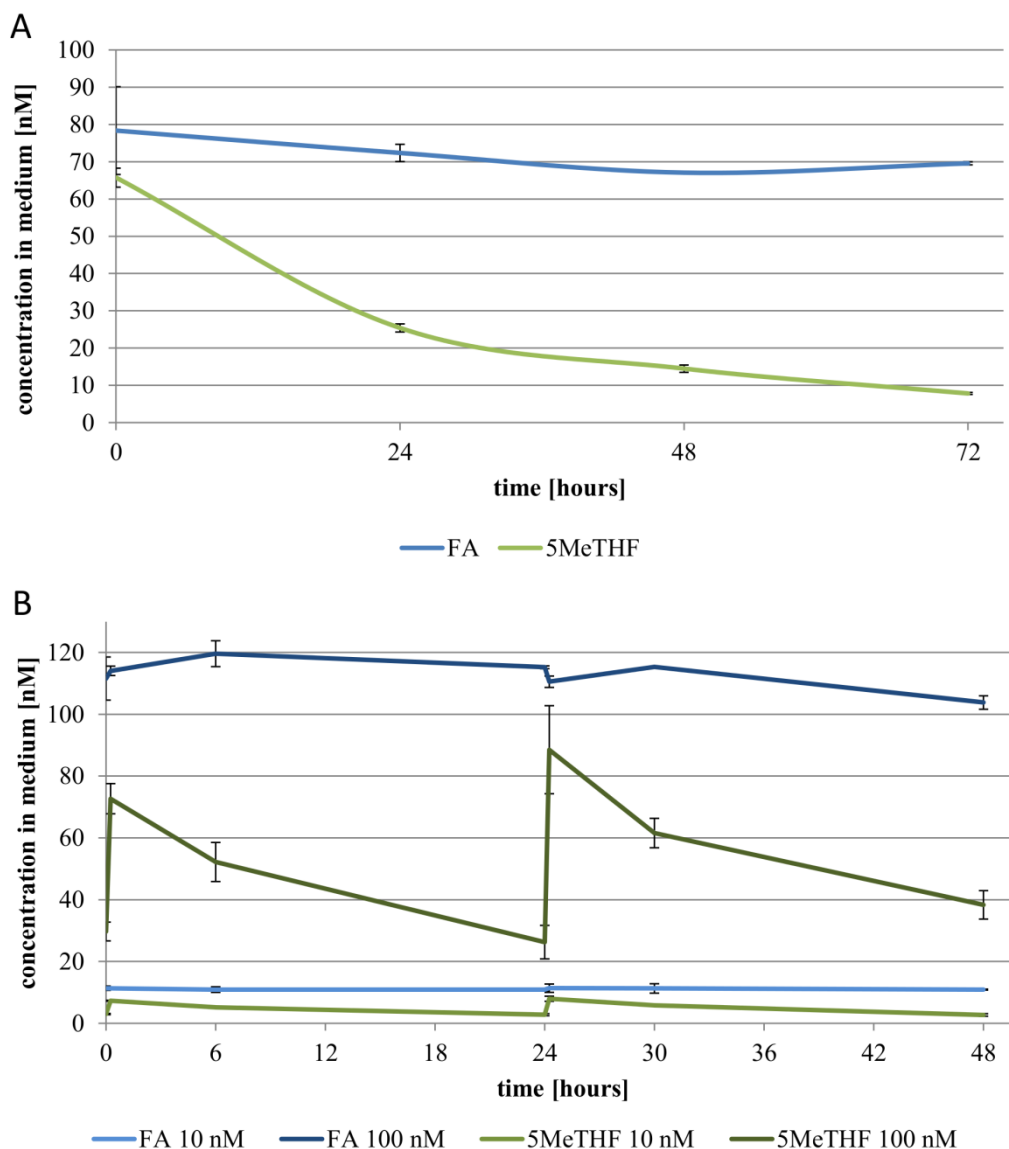 A
concentration in medium [nM]
100
90
80
70
60
50
40
30
20
10
0
0 24 48 72
time [hours]
FA 5MeTHF
B
concentration in medium [nM]
120
100
80
60
40
20
0
0 6 12 18 24 30 36 42 48
time [hours]
FA 10 nM FA 100 nM 5MeTHF 10 nM 5MeTHF 100 nM